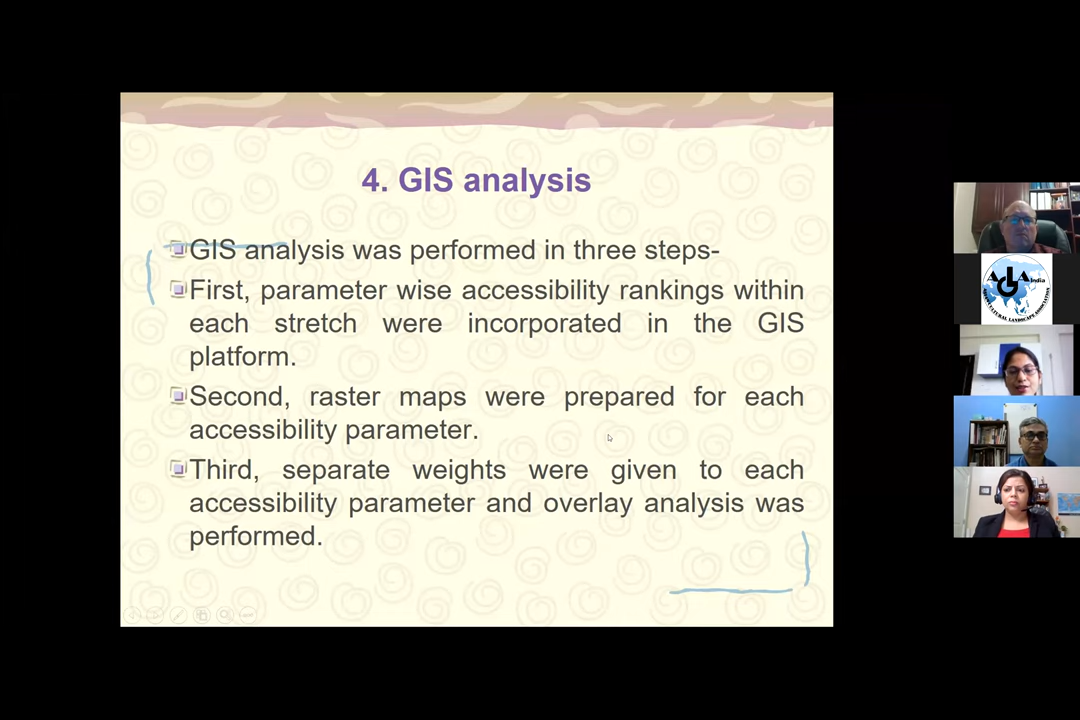 4. GIS analysis
GIS analysis was performed in three steps-
First, parameter wise accessibility rankings within
each stretch were incorporated in the GIS
platform.
Second, raster maps were prepared for each
accessibility parameter.
Third, separate weights were given to each
accessibility parameter and overlay analysis was
performed.
India